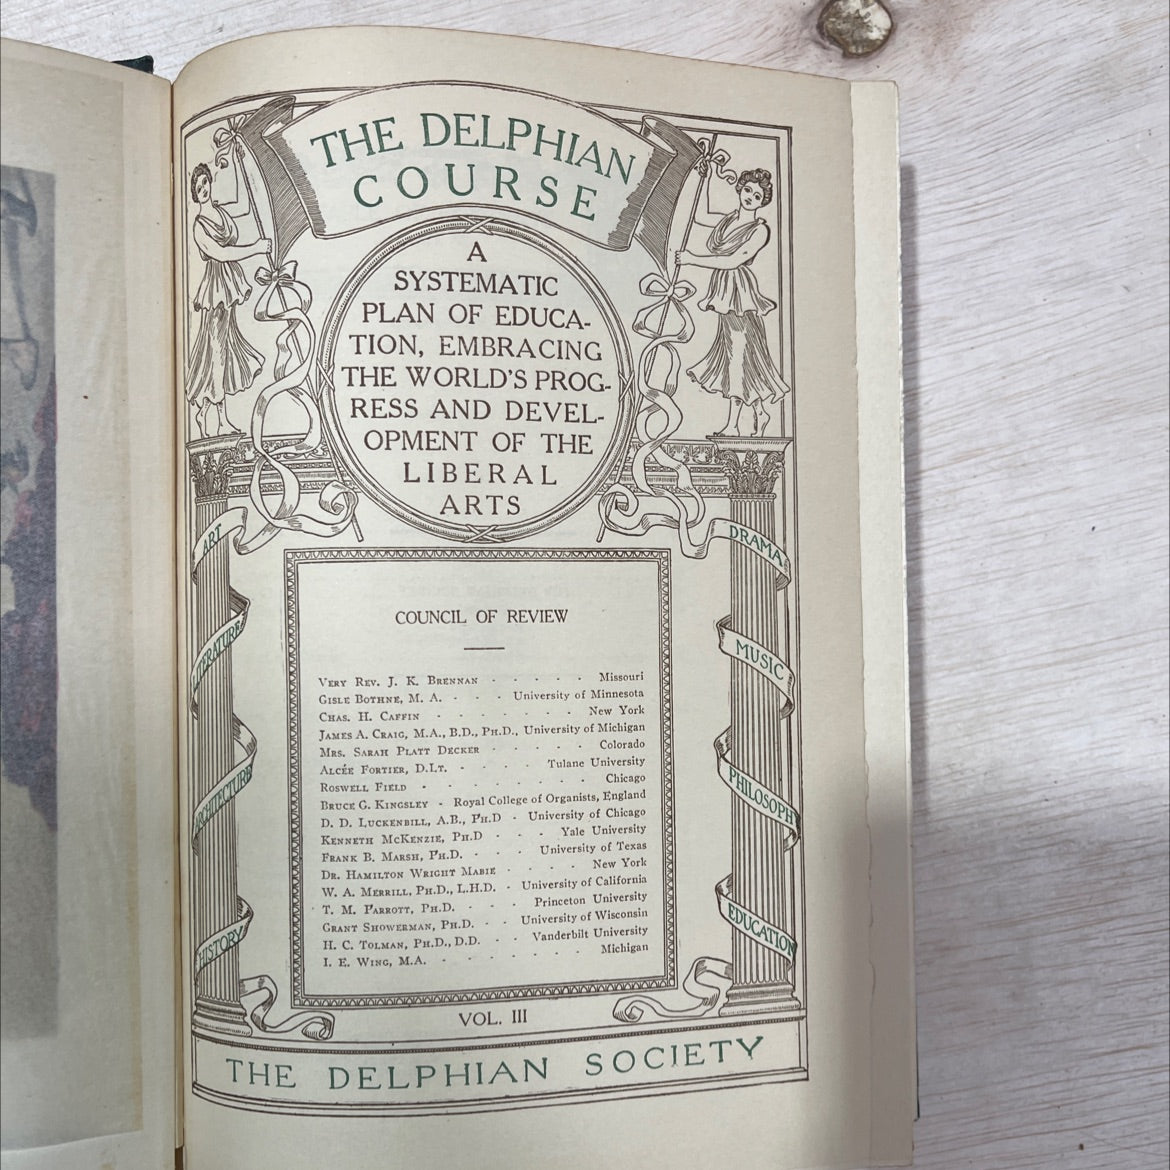 THE DELPHIAN
COURSE
A
SYSTEMATIC
PLAN OF EDUCA-
TION, EMBRACING
THE WORLD'S PROG-
RESS AND DEVEL-
OPMENT OF THE
LIBERAL
ARTS
ART
LITERATURE
ARCHITECTURE
HISTORY
DRAMA
MUSIC
PHILOSOPHY
EDUCATION
COUNCIL OF REVIEW
VERY REV. J. K. BRENNAN - - - - - Missouri
GISLE BOTHNE, M. A. - - - University of Minnesota
CHAS. H. CAFFIN - - - - - - - New York
JAMES A. CRAIG, M.A., B.D., PH.D., University of Michigan
MRS. SARAH PLATT DECKER - - - - - Colorado
ALCÉE FORTIER, D.LT. - - - - Tulane University
ROSWELL FIELD - - - - - - - Chicago
BRUCE G. KINGSLEY - Royal College of Organists, England
D. D. LUCKENBILL, A.B., PH.D - University of Chicago
KENNETH MCKENZIE, PH.D - - - Yale University
FRANK B. MARSH, PH.D. - - - University of Texas
DR. HAMILTON WRIGHT MABIE - - - New York
W. A. MERRILL, PH.D., L.H.D. - University of California
T. M. PARROTT, PH.D. - - - Princeton University
GRANT SHOWERMAN, PH.D. - - University of Wisconsin
H. C. TOLMAN, PH.D., D.D. - - Vanderbilt University
I. E. WING, M.A. - - - - - - Michigan
VOL. III
THE DELPHIAN SOCIETY